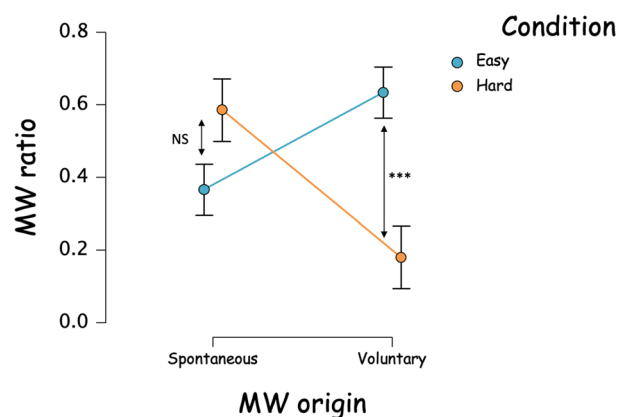 Condition
Easy
Hard
MW ratio
0.8
0.6
0.4
0.2
0.0
NS
***
Spontaneous
Voluntary
MW origin